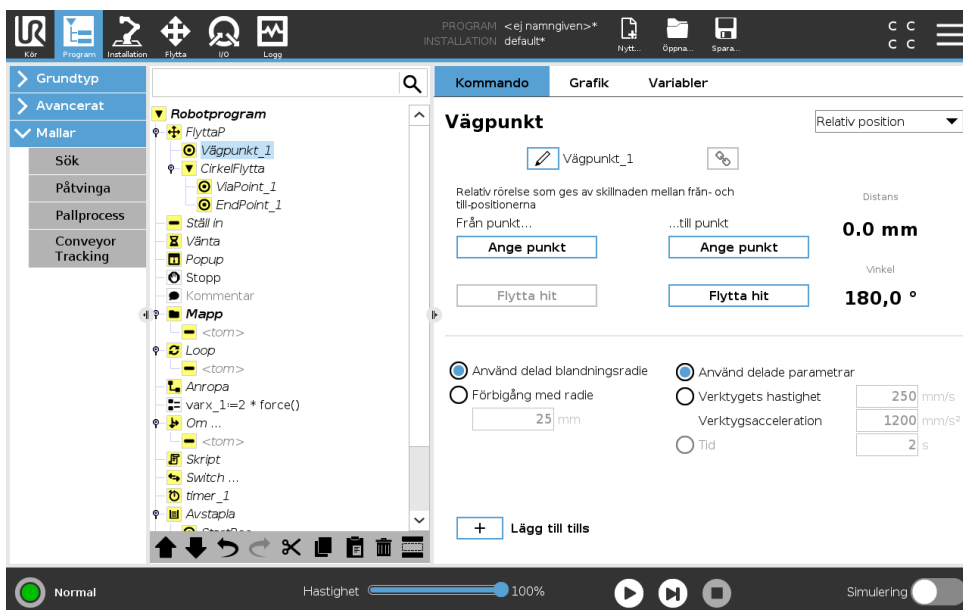 UR
Kör
Program
Installation
Flytta
I/O
Logg
PROGRAM <ej namngiven>*
INSTALLATION default*
Nytt...
Öppna...
Spara...
C C
C C
Grundtyp
Avancerat
Mallar
Sök
Påtvinga
Pallprocess
Conveyor
Tracking
Robotprogram
FlyttaP
Vägpunkt_1
CirkelFlytta
ViaPoint_1
EndPoint_1
Ställ in
Vänta
Popup
Stopp
Kommentar
Mapp
<tom>
Loop
<tom>
Anropa
varx_1:=2 * force()
Om ...
<tom>
Skript
Switch ...
timer_1
Avstapla
StartPos
Kommando
Grafik
Variabler
Vägpunkt
Relativ position
Vägpunkt_1
Relativ rörelse som ges av skillnaden mellan från- och
till-positionerna
Från punkt...
...till punkt
Ange punkt
Ange punkt
Flytta hit
Flytta hit
Distans
0.0 mm
Vinkel
180,0 °
Använd delad blandningsradie
Förbigång med radie
25 mm
Använd delade parametrar
Verktygets hastighet
250 mm/s
Verktygsacceleration
1200 mm/s²
Tid
2 s
+ Lägg till tills
Normal
Hastighet
100%
Simulering